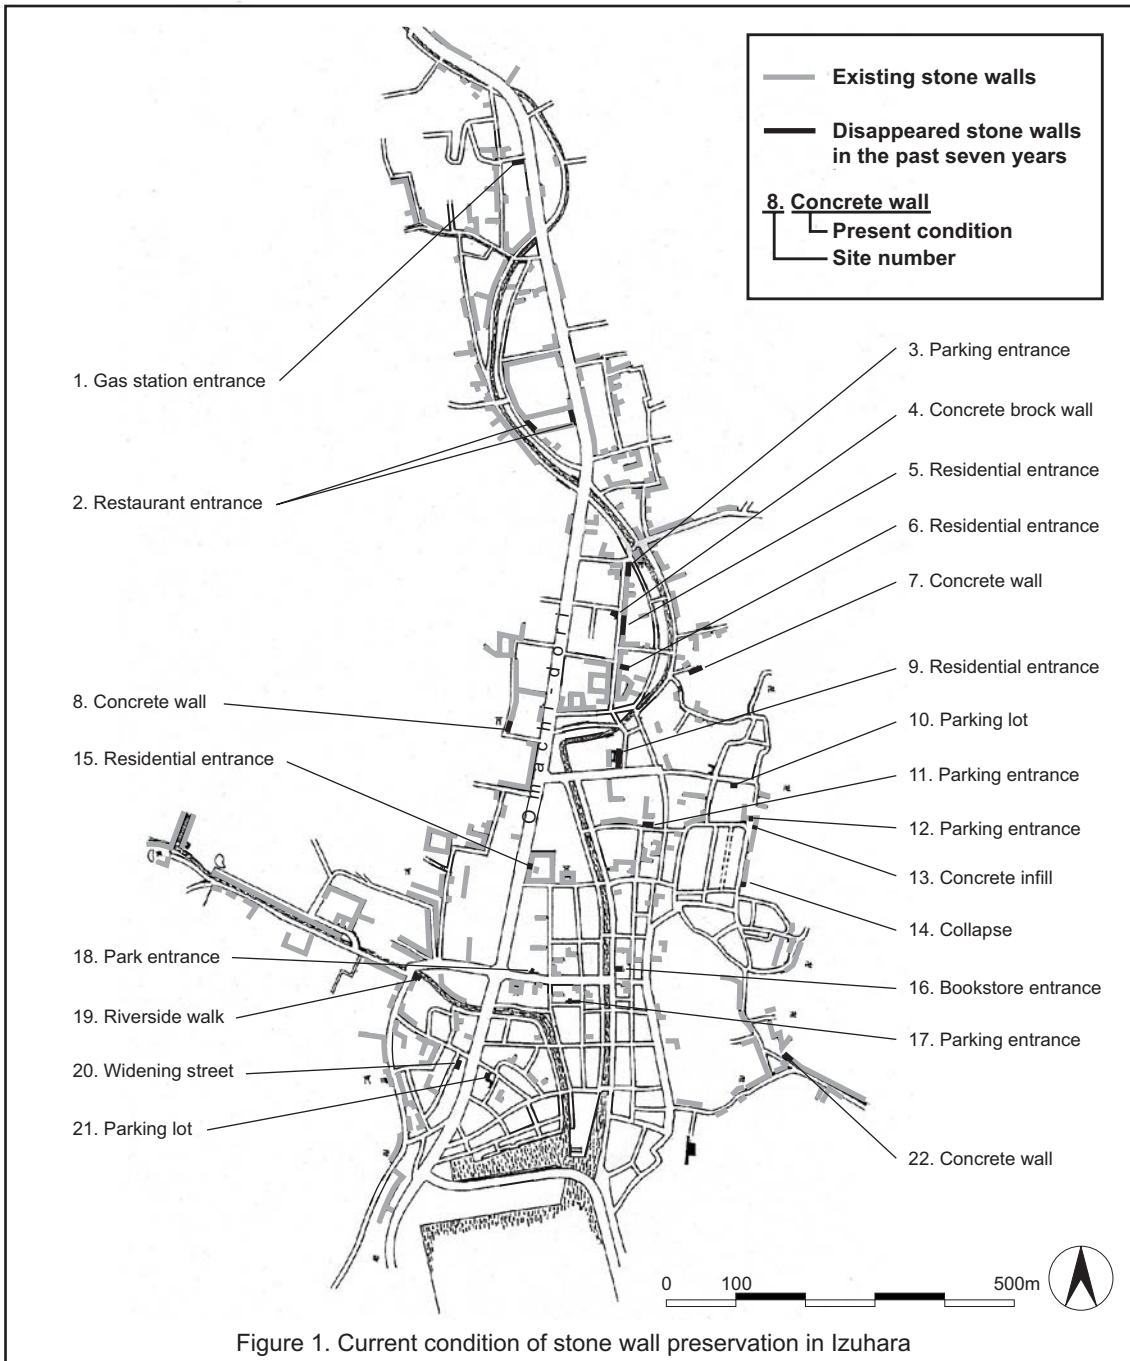 Existing stone walls
Disappeared stone walls
in the past seven years
8. Concrete wall
Present condition
Site number
1. Gas station entrance
2. Restaurant entrance
3. Parking entrance
4. Concrete brock wall
5. Residential entrance
6. Residential entrance
7. Concrete wall
8. Concrete wall
9. Residential entrance
10. Parking lot
11. Parking entrance
12. Parking entrance
13. Concrete infill
14. Collapse
15. Residential entrance
16. Bookstore entrance
17. Parking entrance
18. Park entrance
19. Riverside walk
20. Widening street
21. Parking lot
22. Concrete wall
0 100 500m
Figure 1. Current condition of stone wall preservation in Izuhara